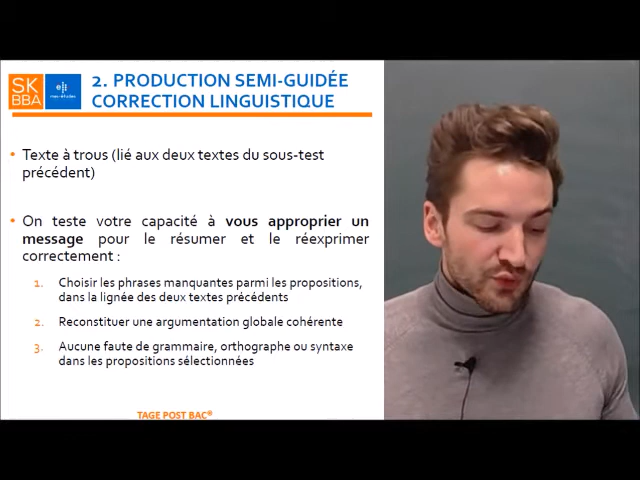 SK
BBA
2. PRODUCTION SEMI-GUIDÉE
CORRECTION LINGUISTIQUE
Texte à trous (lié aux deux textes du sous-test
précédent)
On teste votre capacité à vous approprier un
message pour le résumer et le réexprimer
correctement :
1. Choisir les phrases manquantes parmi les propositions,
dans la lignée des deux textes précédents
2. Reconstituer une argumentation globale cohérente
3. Aucune faute de grammaire, orthographe ou syntaxe
dans les propositions sélectionnées
TAGE POST BAC®